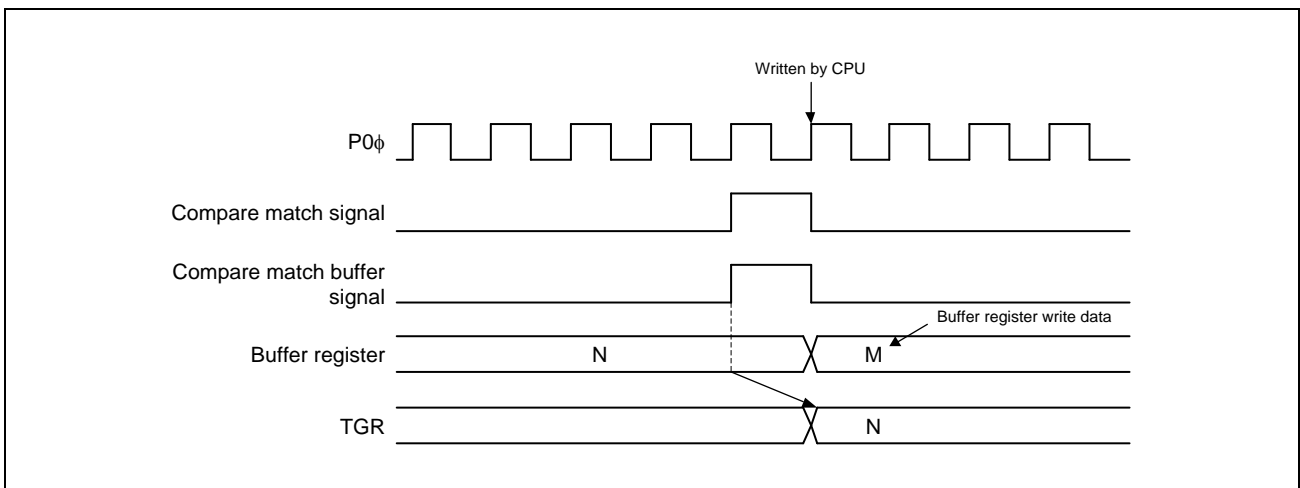 Written by CPU
P0ϕ
Compare match signal
Compare match buffer
signal
Buffer register write data
Buffer register
N
M
TGR
N